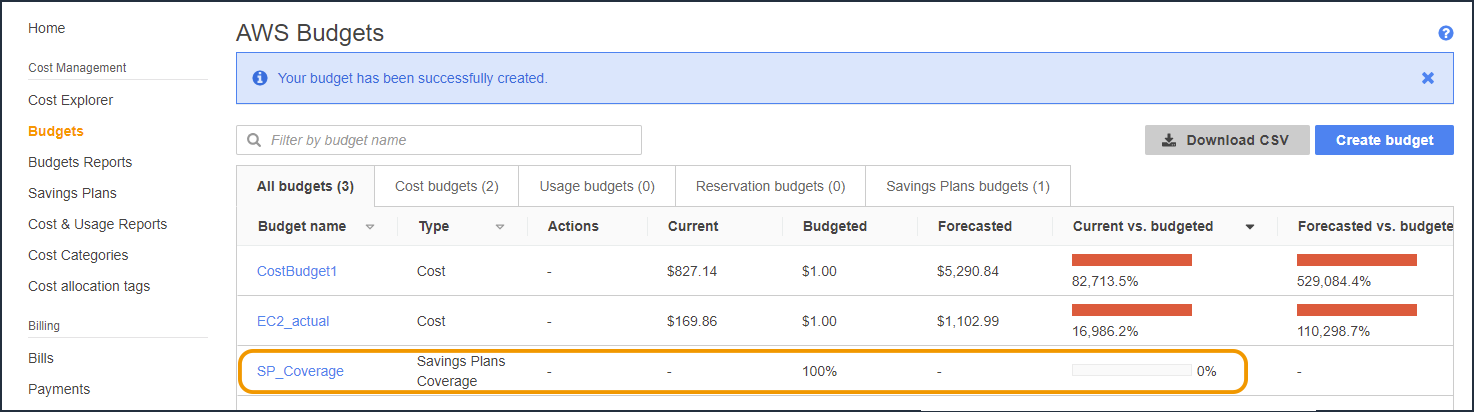 Home
AWS Budgets
Cost Management
Your budget has been successfully created.
Cost Explorer
Budgets
Filter by budget name
Download CSV
Create budget
Budgets Reports
Savings Plans
All budgets (3)
Cost budgets (2)
Usage budgets (0)
Reservation budgets (0)
Savings Plans budgets (1)
Cost & Usage Reports
Budget name
Type
Actions
Current
Budgeted
Forecasted
Current vs. budgeted
Forecasted vs. budgete
Cost Categories
Cost allocation tags
CostBudget1
Cost
-
$827.14
$1.00
$5,290.84
82,713.5%
529,084.4%
Billing
EC2_actual
Cost
-
$169.86
$1.00
$1,102.99
16,986.2%
110,298.7%
Bills
Payments
SP_Coverage
Savings Plans
Coverage
-
-
100%
-
0%
-